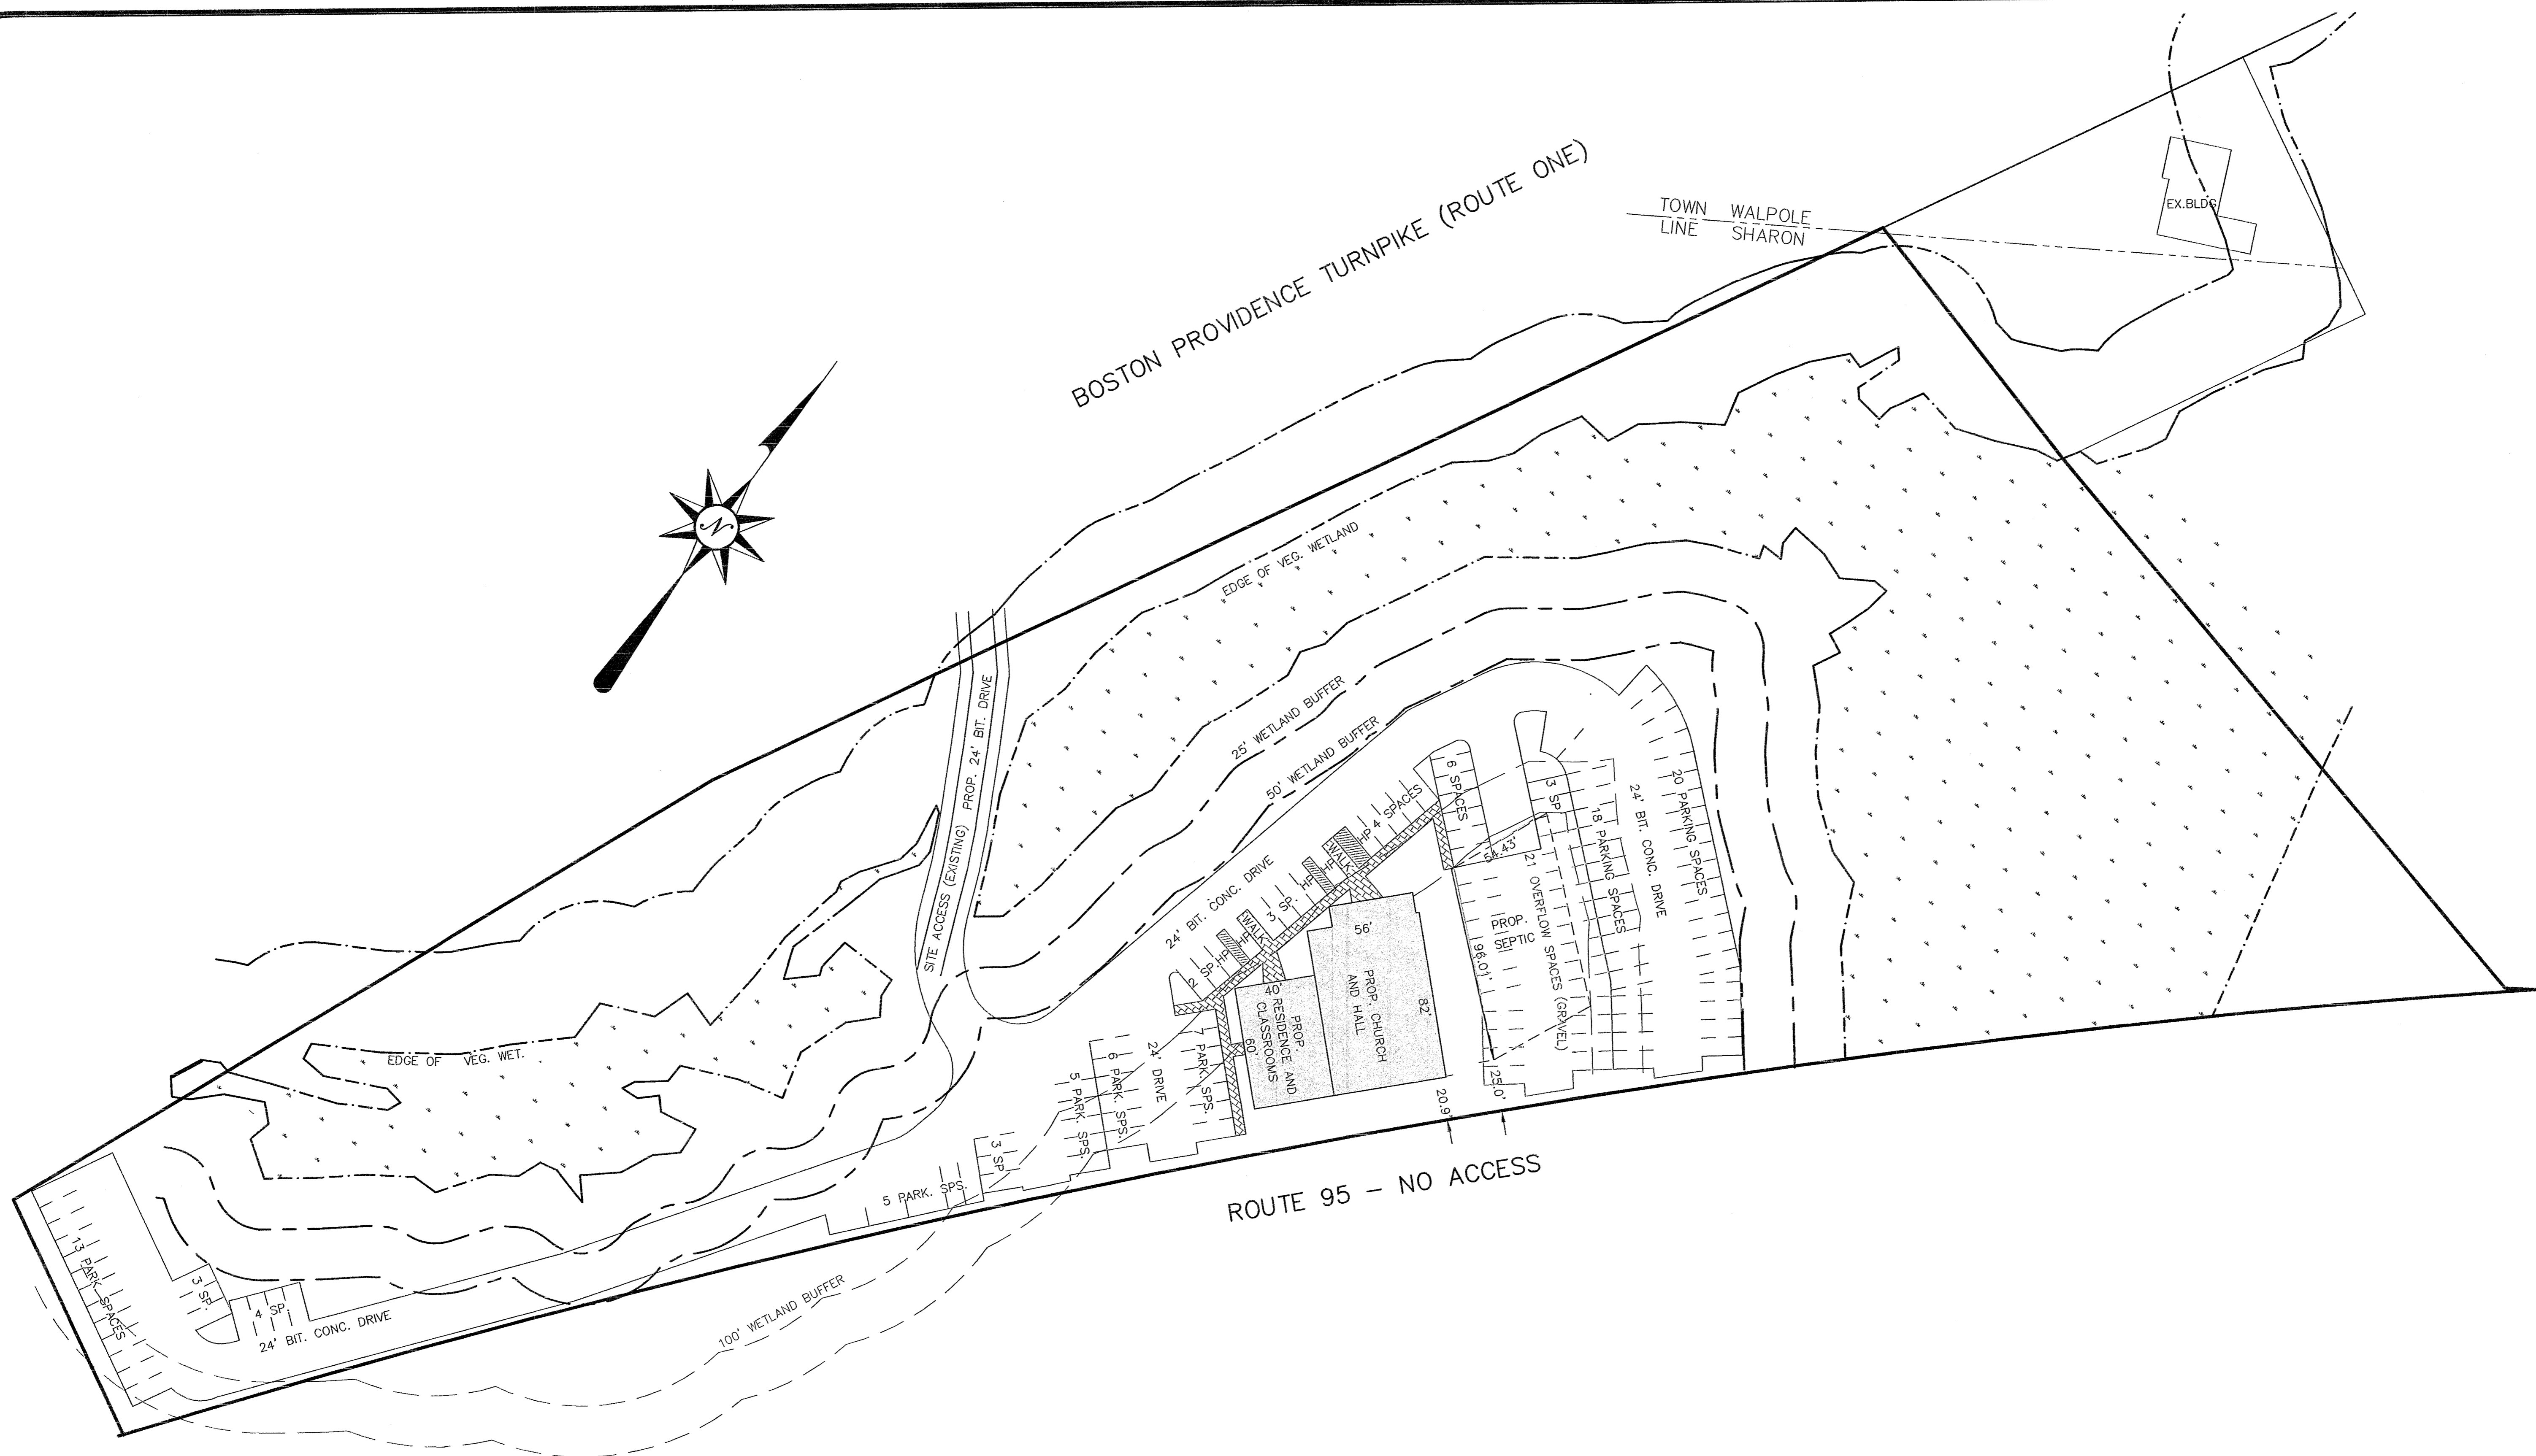 BOSTON PROVIDENCE TURNPIKE (ROUTE ONE)
TOWN WALPOLE
LINE SHARON
EX.BLDG
N
EDGE OF VEG. WETLAND
25' WETLAND BUFFER
50' WETLAND BUFFER
SITE ACCESS (EXISTING) PROP. 24' BIT. DRIVE
24' BIT. CONC. DRIVE
6 SPACES
4 SPACES
HP
WALK
HP
HP
3 SP.
WALK
HP
HP
2 SP.
3 SP.
18 PARKING SPACES
24' BIT. CONC. DRIVE
20 PARKING SPACES
54.43'
21 OVERFLOW SPACES (GRAVEL)
PROP.
SEPTIC
96.01'
56'
PROP. CHURCH
AND HALL
82'
40'
PROP.
RESIDENCE AND
CLASSROOMS
60'
7 PARK. SPS.
24' DRIVE
6 PARK. SPS.
5 PARK. SPS.
3 SP.
5 PARK. SPS.
20.9'
25.0'
ROUTE 95 - NO ACCESS
EDGE OF VEG. WET.
13 PARK. SPACES
3 SP.
4 SP.
24' BIT. CONC. DRIVE
100' WETLAND BUFFER